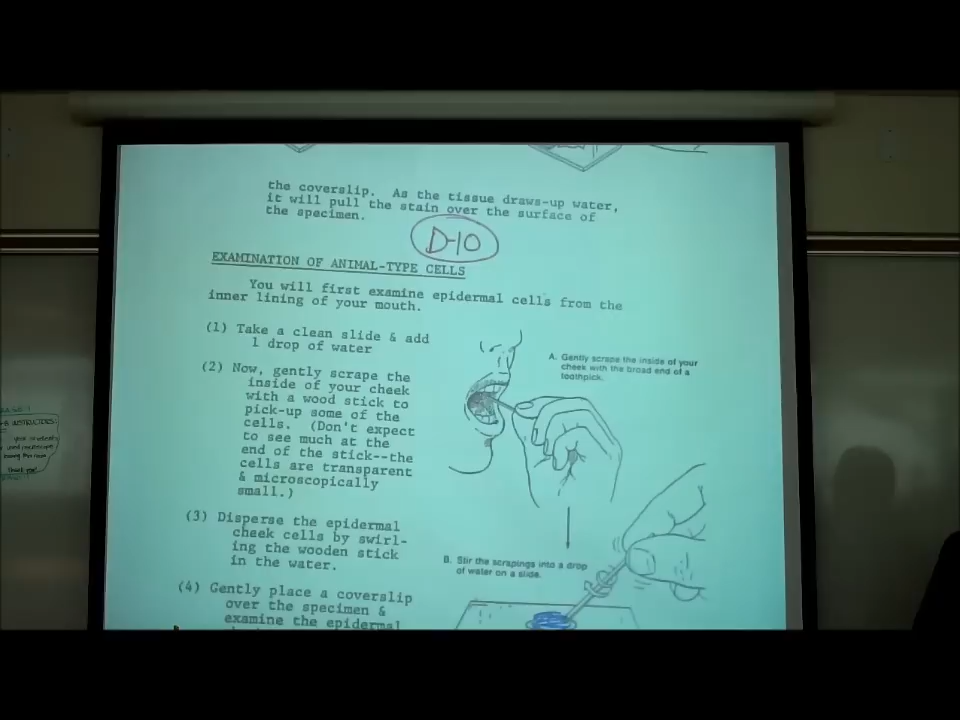 the coverslip. As the tissue draws-up water,
it will pull the stain over the surface of
the specimen.
D-10
EXAMINATION OF ANIMAL-TYPE CELLS
You will first examine epidermal cells from the
inner lining of your mouth.
(1) Take a clean slide & add
1 drop of water
(2) Now, gently scrape the
inside of your cheek
with a wood stick to
pick-up some of the
cells. (Don't expect
to see much at the
end of the stick--the
cells are transparent
& microscopically
small.)
(3) Disperse the epidermal
cheek cells by swirl-
ing the wooden stick
in the water.
(4) Gently place a coverslip
over the specimen &
examine the epidermal
A. Gently scrape the inside of your
cheek with the broad end of a
toothpick.
B. Stir the scrapings into a drop
of water on a slide.
INSTRUCTORS: